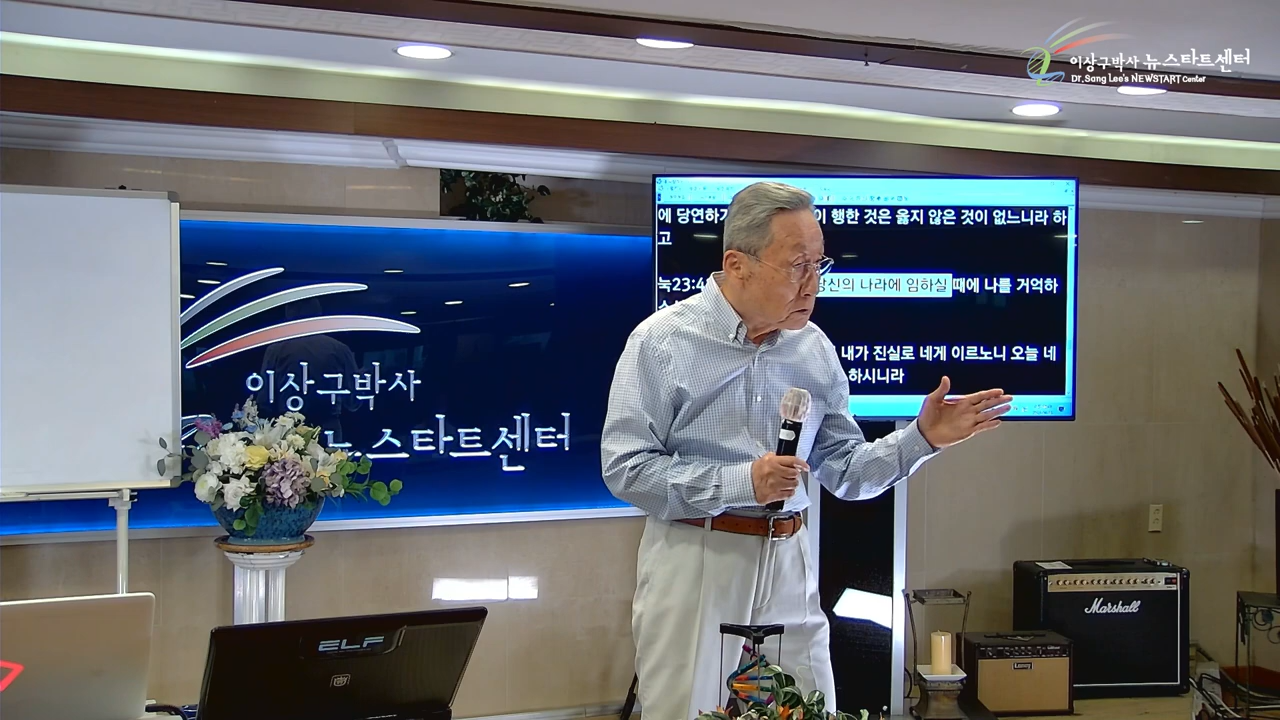 이상구박사 뉴스타트센터
Dr. Sang Lee's NEWSTART Center
에 당연하 이 행한 것은 옳지 않은 것이 없느니라 하
고
눅23:4 당신의 나라에 임하실 때에 나를 기억하
내가 진실로 네게 이르노니 오늘 네
하시니라
이상구박사
뉴스타트센터
ELF
Marshall
Laney